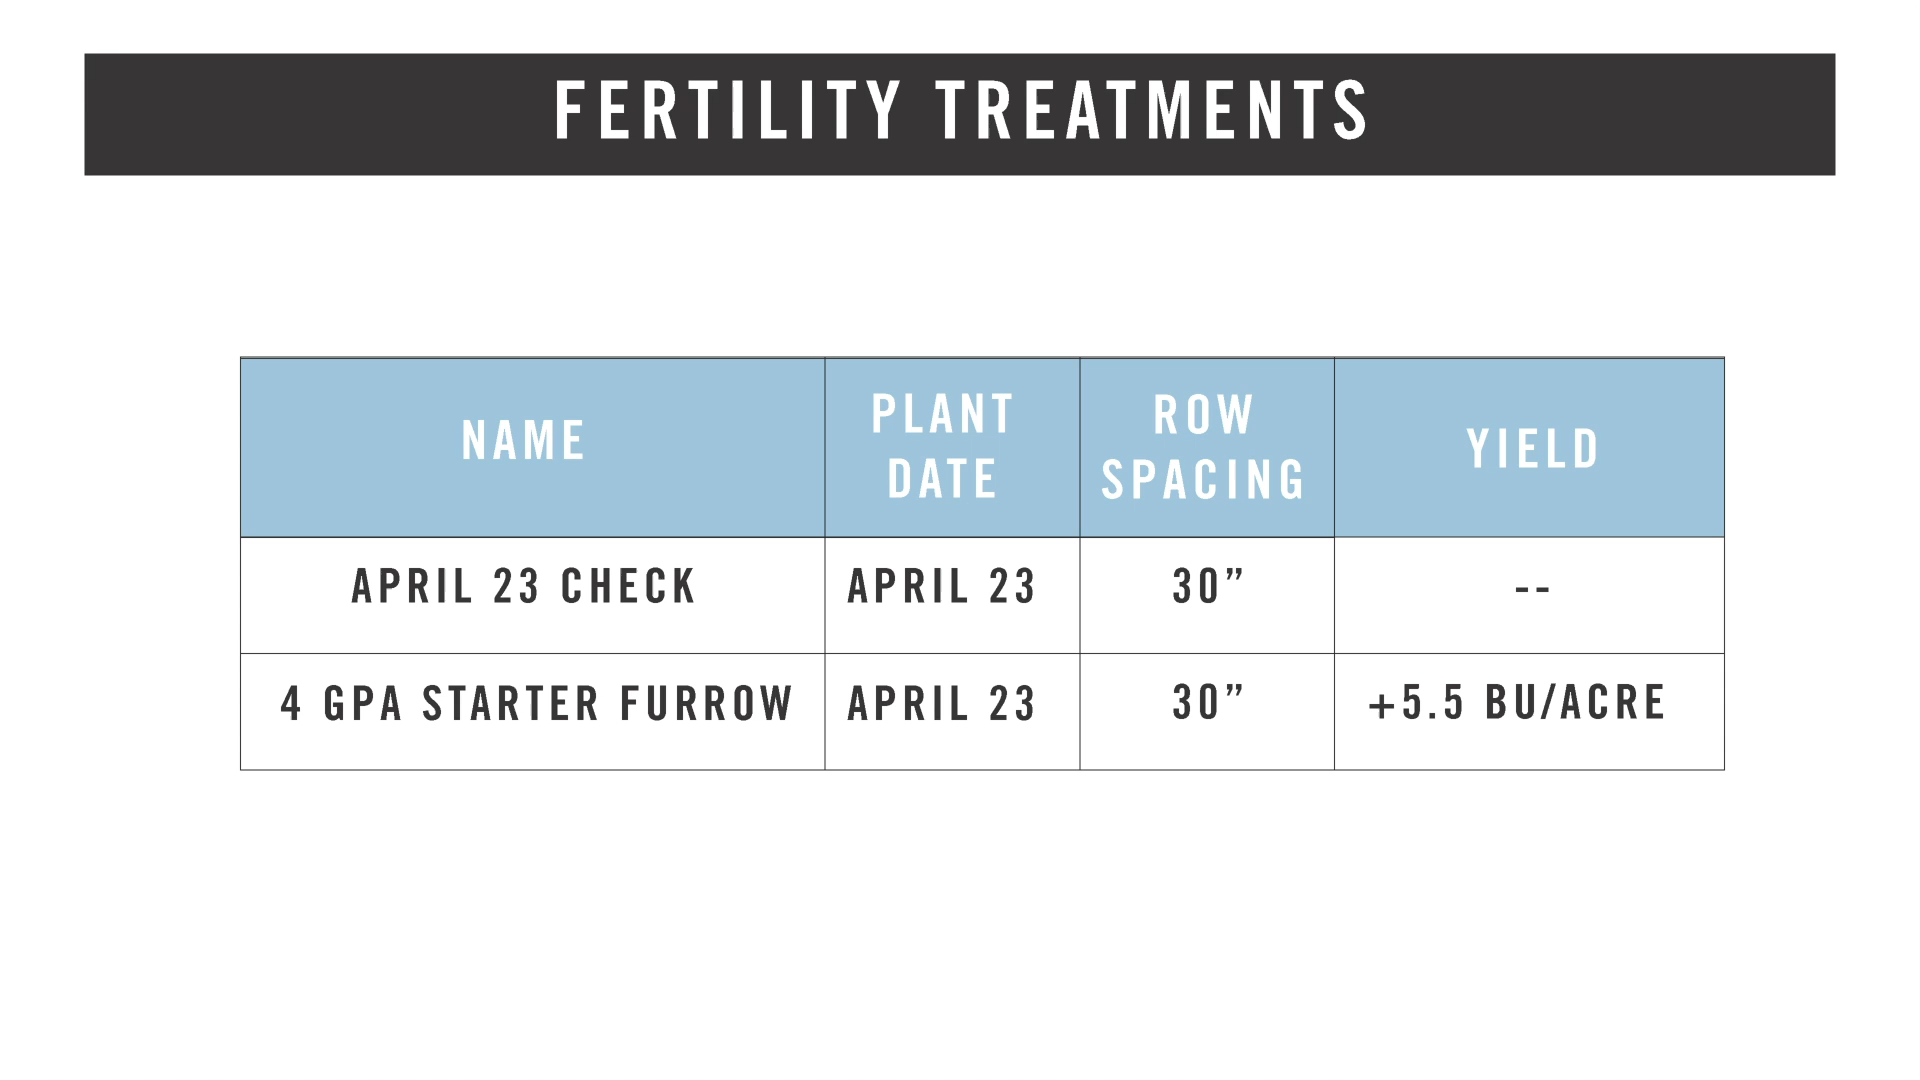 FERTILITY TREATMENTS
NAME
PLANT
DATE
ROW
SPACING
YIELD
APRIL 23 CHECK
APRIL 23
30”
--
4 GPA STARTER FURROW
APRIL 23
30”
+5.5 BU/ACRE